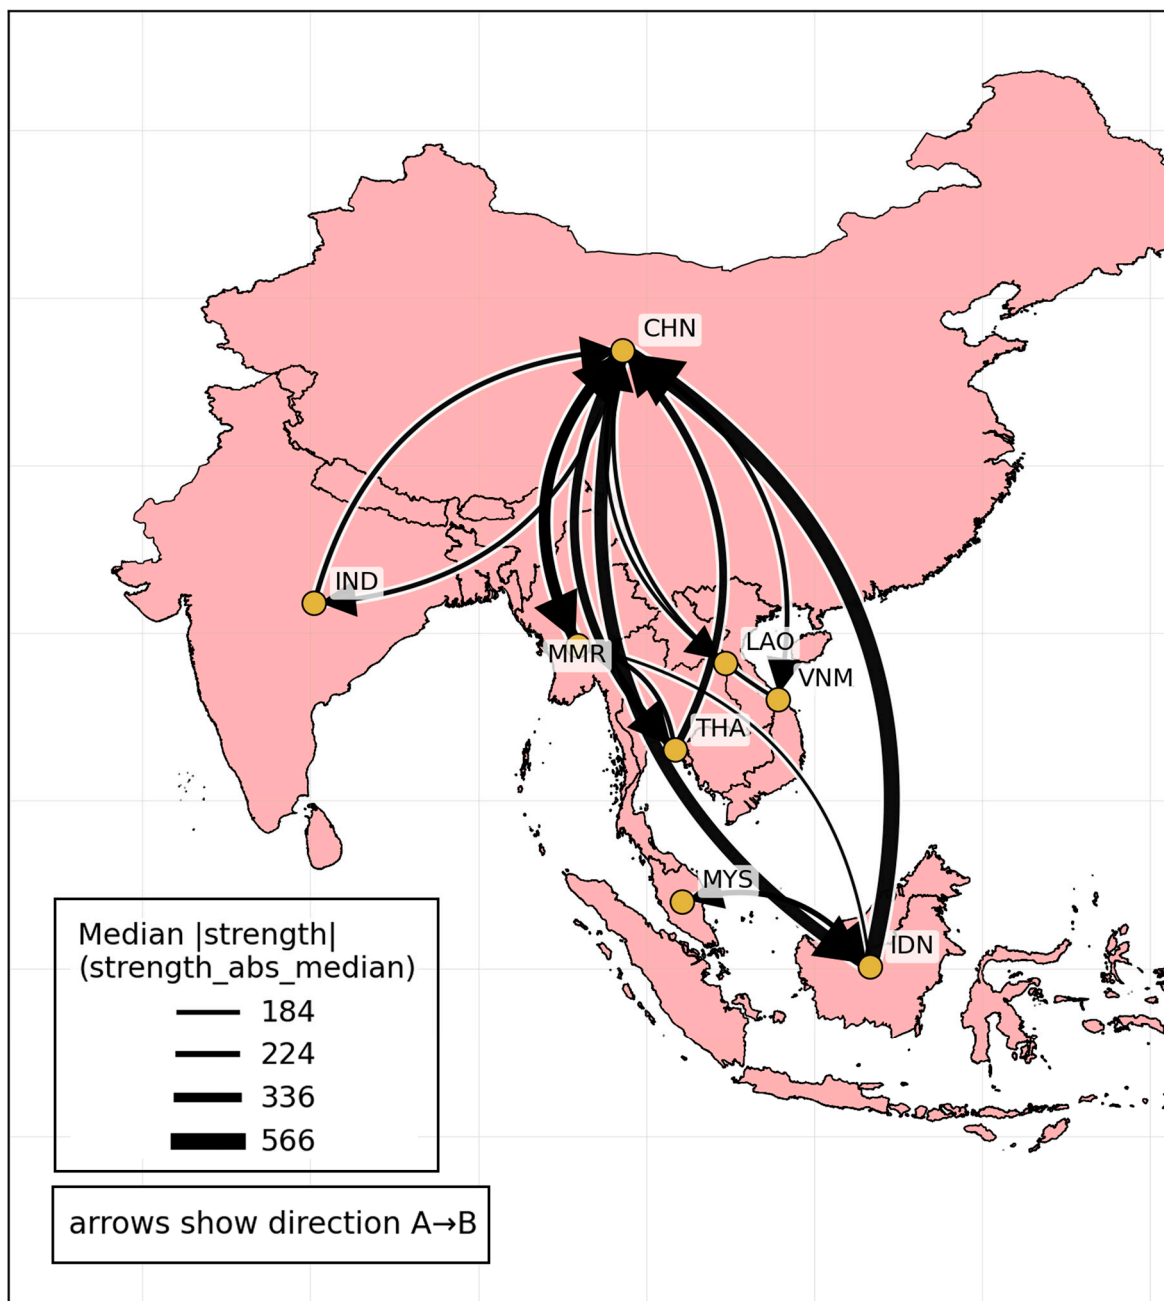 CHN
IND
LAO
MMR
VNM
THA
MYS
IDN
Median |strength|
(strength_abs_median)
184
224
336
566
arrows show direction A→B